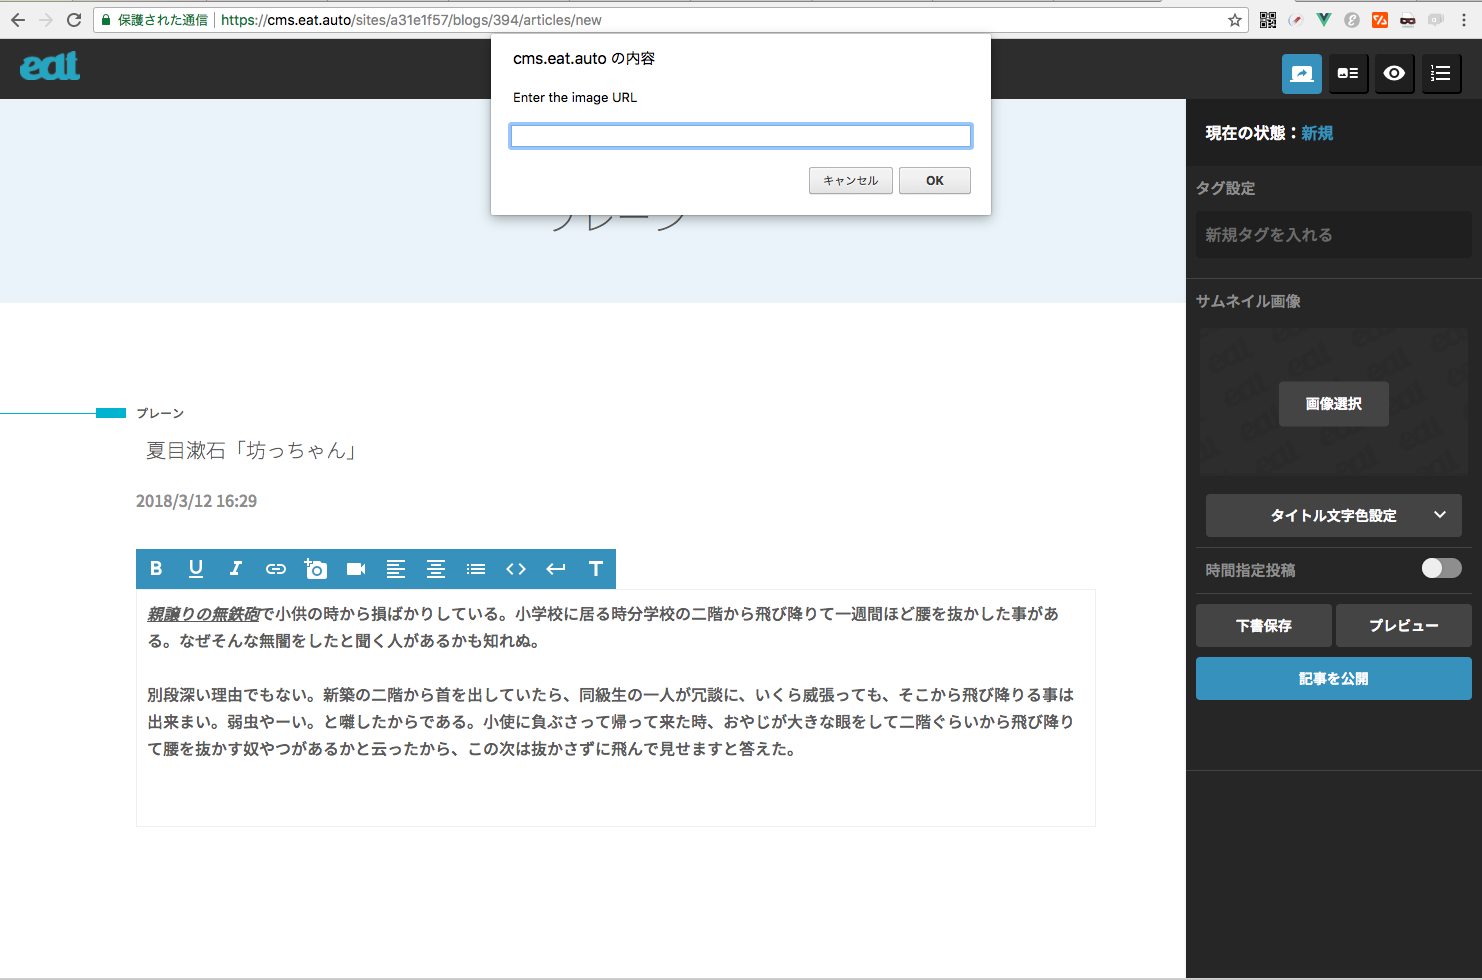 保護された通信 | https://cms.eat.auto/sites/a31e1f57/blogs/394/articles/new
cms.eat.auto の内容
Enter the image URL
キャンセル
OK
eat
プレーン
現在の状態：新規
タグ設定
新規タグを入れる
サムネイル画像
画像選択
タイトル文字色設定
時間指定投稿
下書保存
プレビュー
記事を公開
プレーン
夏目漱石「坊っちゃん」
2018/3/12 16:29
B U I T
親譲りの無鉄砲で小供の時から損ばかりしている。小学校に居る時分学校の二階から飛び降りて一週間ほど腰を抜かした事があ
る。なぜそんな無闇をしたと聞く人があるかも知れぬ。
別段深い理由でもない。新築の二階から首を出していたら、同級生の一人が冗談に、いくら威張っても、そこから飛び降りる事は
出来まい。弱虫やーい。と囃したからである。小使に負ぶさって帰って来た時、おやじが大きな眼をして二階ぐらいから飛び降り
て腰を抜かす奴やつがあるかと云ったから、この次は抜かさずに飛んで見せますと答えた。